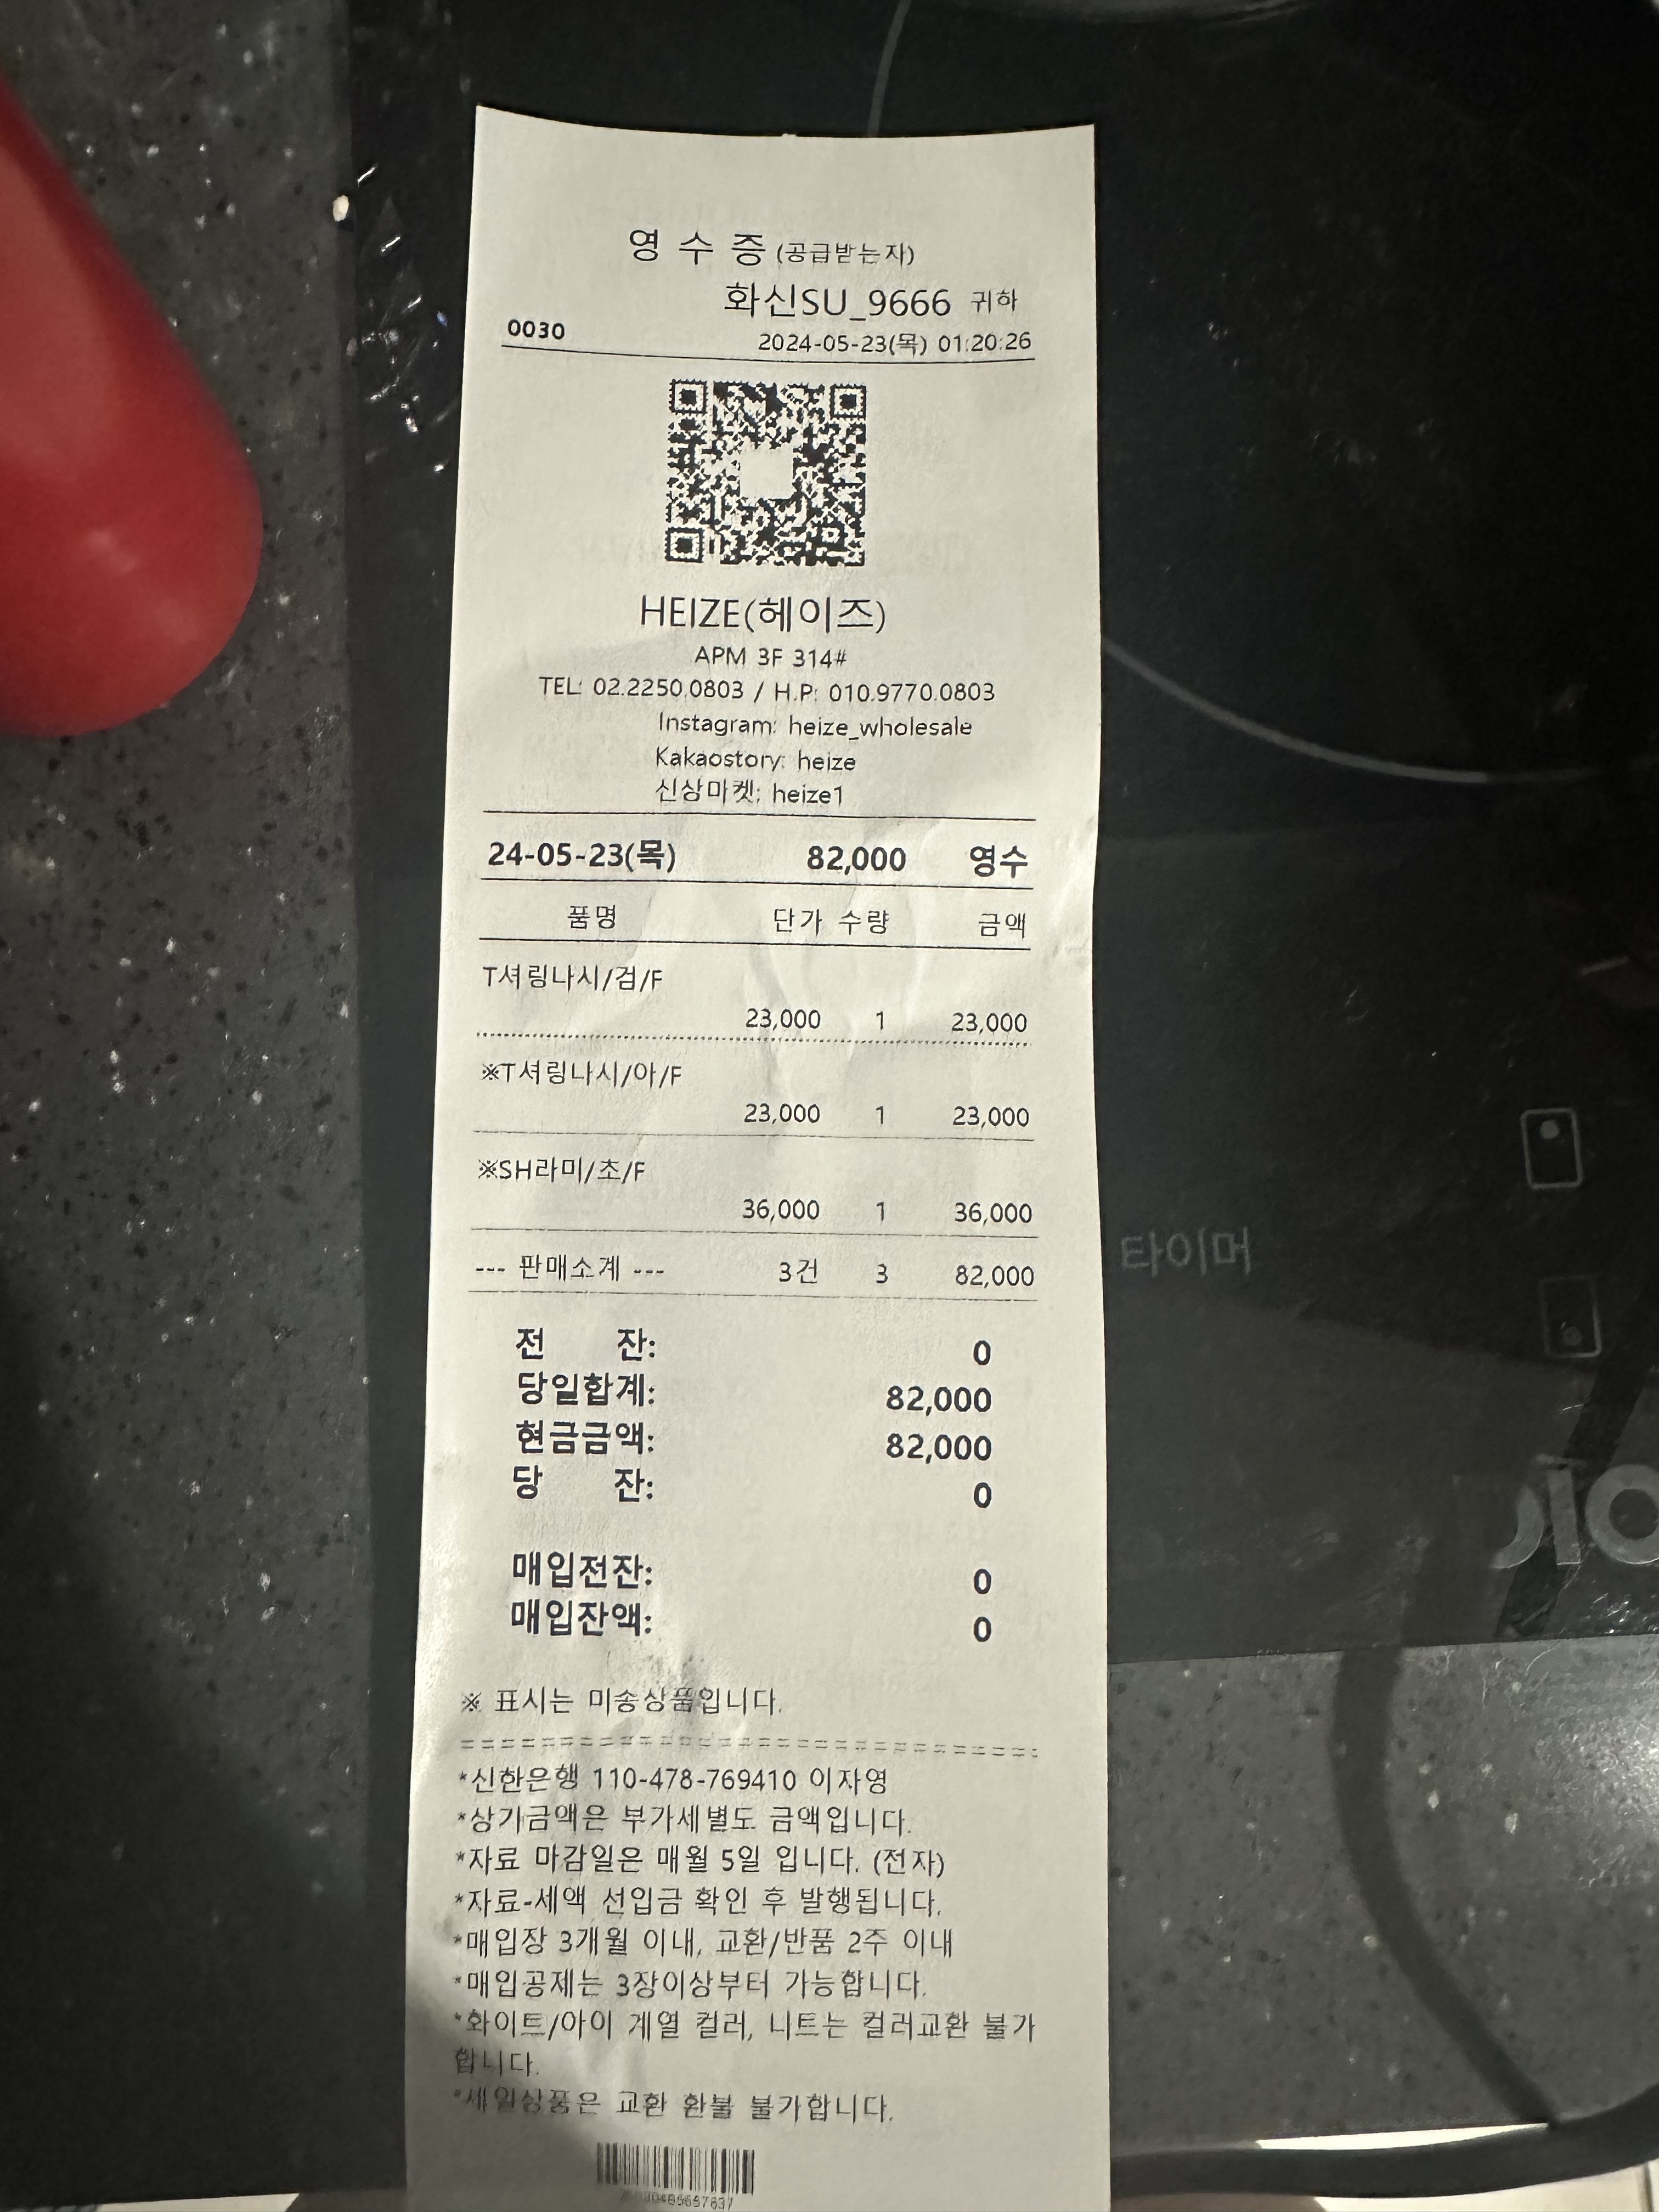 영 수 증 (공급받는자)
화신SU_9666 귀하
0030 2024-05-23(목) 01:20:26
HEIZE(헤이즈)
APM 3F 314#
TEL: 02.2250.0803 / H.P: 010.9770.0803
Instagram: heize_wholesale
Kakaostory: heize
신상마켓: heize1
24-05-23(목) 82,000 영수
품명 단가 수량 금액
T셔링나시/검/F
23,000 1 23,000
※T셔링나시/아/F
23,000 1 23,000
※SH라미/초/F
36,000 1 36,000
--- 판매소계 --- 3건 3 82,000
전 잔: 0
당일합계: 82,000
현금금액: 82,000
당 잔: 0
매입전잔: 0
매입잔액: 0
※ 표시는 미송상품입니다.
*신한은행 110-478-769410 이자영
*상기금액은 부가세별도 금액입니다.
*자료 마감일은 매월 5일 입니다. (전자)
*자료-세액 선입금 확인 후 발행됩니다.
*매입장 3개월 이내, 교환/반품 2주 이내
*매입공제는 3장이상부터 가능합니다.
*화이트/아이 계열 컬러, 니트는 컬러교환 불가
합니다.
*세일상품은 교환 환불 불가합니다.
타이머